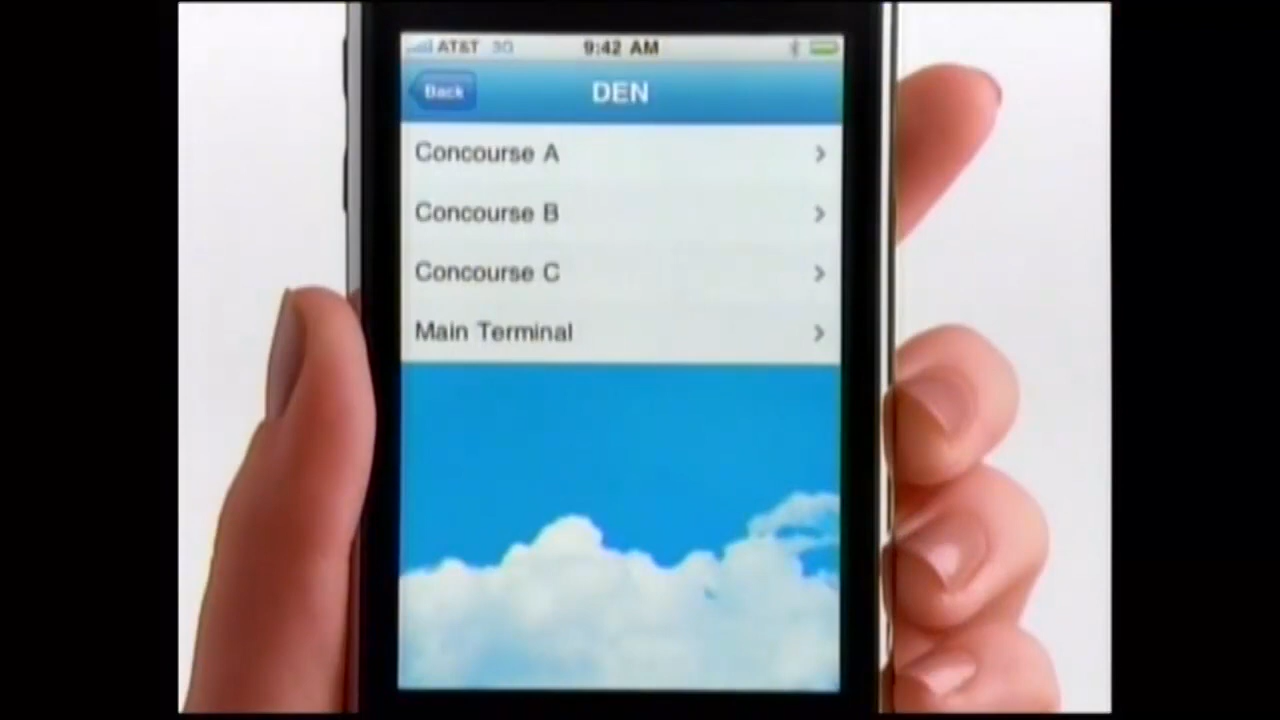 AT&T 3G 9:42 AM
Back DEN
Concourse A
Concourse B
Concourse C
Main Terminal